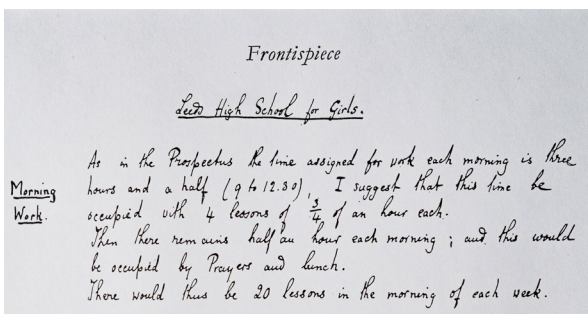 Frontispiece
Leeds High School for Girls.
As in the Prospectus the time assigned for work each morning is three
Morning hours and a half (9 to 12.30), I suggest that this time be
Work. occupied with 4 lessons of 3/4 of an hour each.
Then there remains half an hour each morning; and this would
be occupied by Prayers and lunch.
There would thus be 20 lessons in the morning of each week.